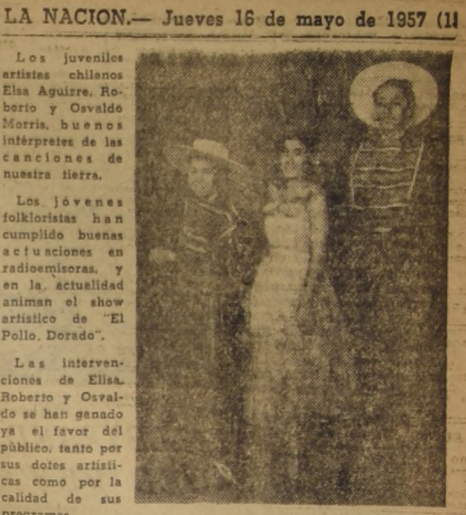 LA NACION.— Jueves 16 de mayo de 1957 (11
Los juveniles
artistas chilenos
Elsa Aguirre, Ro-
berto y Osvaldo
Morris, buenos
intérpretes de las
canciones de
nuestra tierra.
Los jóvenes
folkloristas han
cumplido buenas
actuaciones en
radioemisoras, y
en la actualidad
animan el show
artístico de "El
Pollo, Dorado".
Las interven-
ciones de Elisa,
Roberto y Osval-
do se han ganado
ya el favor del
público, tanto por
sus dotes artísti-
cas como por la
calidad de sus
programas